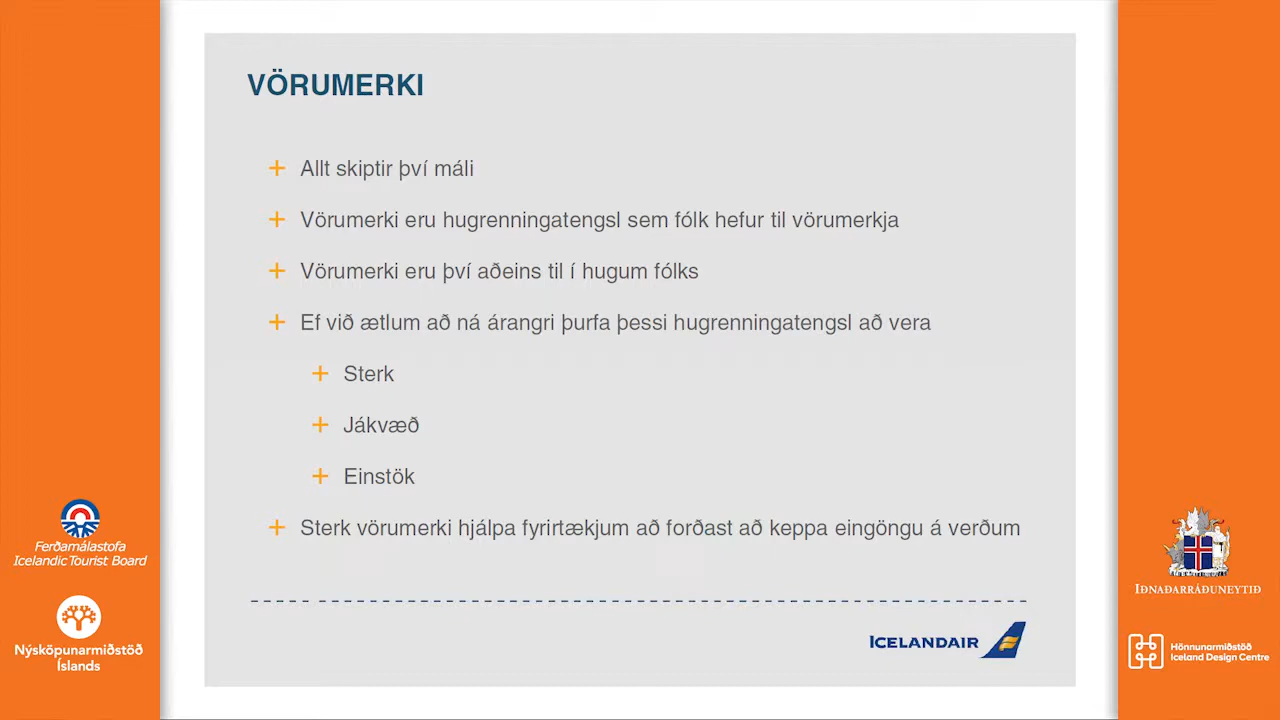 VÖRUMERKI
Allt skiptir því máli
Vörumerki eru hugrenningatengsl sem fólk hefur til vörumerkja
Vörumerki eru því aðeins til í hugum fólks
Ef við ætlum að ná árangri þurfa þessi hugrenningatengsl að vera
Sterk
Jákvæð
Einstök
Sterk vörumerki hjálpa fyrirtækjum að forðast að keppa eingöngu á verðum
ICELANDAIR
Ferðamálastofa
Icelandic Tourist Board
Nýsköpunarmiðstöð
Íslands
IÐNAÐARRÁÐUNEYTIÐ
Hönnunarmiðstöð
Iceland Design Centre